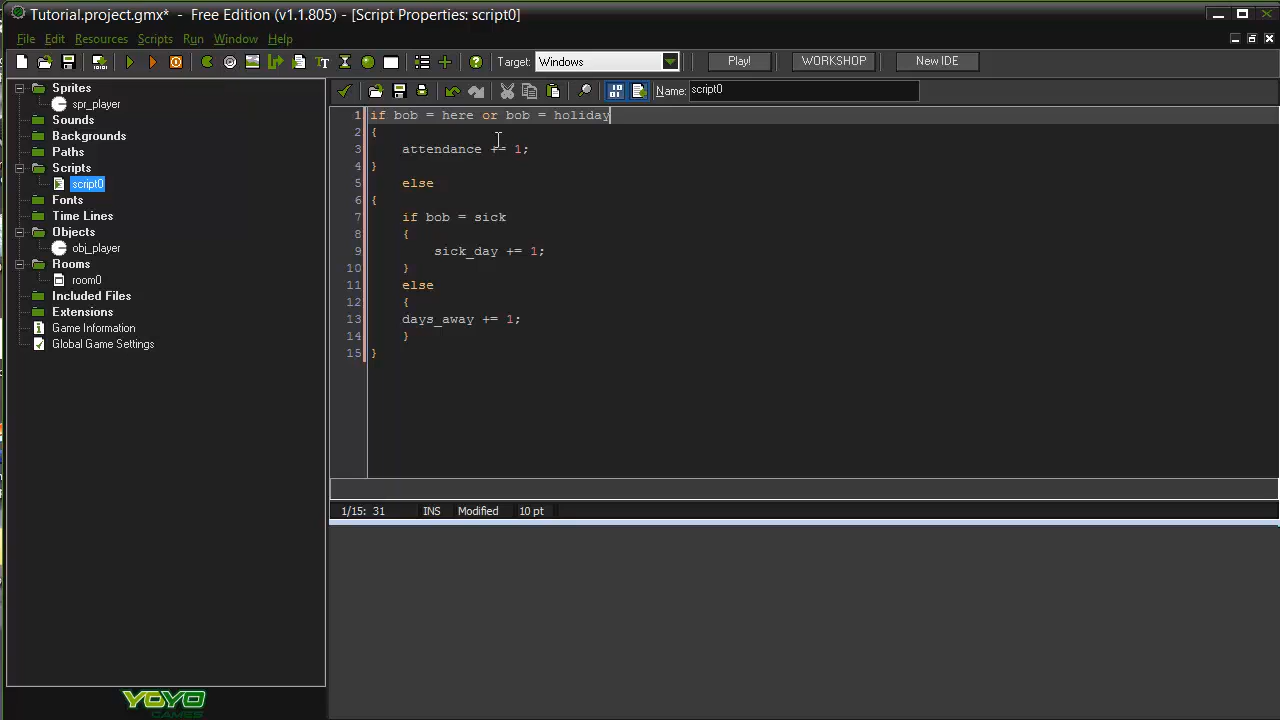 Tutorial.project.gmx* - Free Edition (v1.1.805) - [Script Properties: script0]
File Edit Resources Scripts Run Window Help
Target: Windows Play! WORKSHOP New IDE
Name: script0
Sprites
spr_player
Sounds
Backgrounds
Paths
Scripts
script0
Fonts
Time Lines
Objects
obj_player
Rooms
room0
Included Files
Extensions
Game Information
Global Game Settings
1 if bob = here or bob = holiday
2 {
3 attendance += 1;
4 }
5 else
6 {
7 if bob = sick
8 {
9 sick_day += 1;
10 }
11 else
12 {
13 days_away += 1;
14 }
15 }
1/15: 31 INS Modified 10 pt
YOYO
GAMES